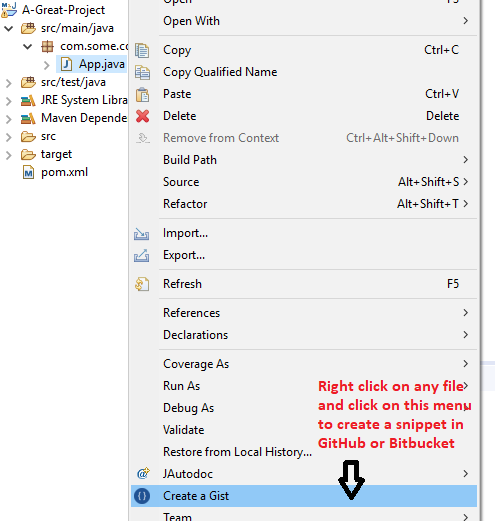 A-Great-Project
src/main/java
com.some.co
App.java
src/test/java
JRE System Libra
Maven Depende
src
target
pom.xml
Open F3
Open With
Copy Ctrl+C
Copy Qualified Name
Paste Ctrl+V
Delete Delete
Remove from Context Ctrl+Alt+Shift+Down
Build Path
Source Alt+Shift+S
Refactor Alt+Shift+T
Import...
Export...
Refresh F5
References
Declarations
Coverage As
Run As
Debug As
Validate
Restore from Local History...
JAutodoc
Create a Gist
Team
Right click on any file
and click on this menu
to create a snippet in
GitHub or Bitbucket